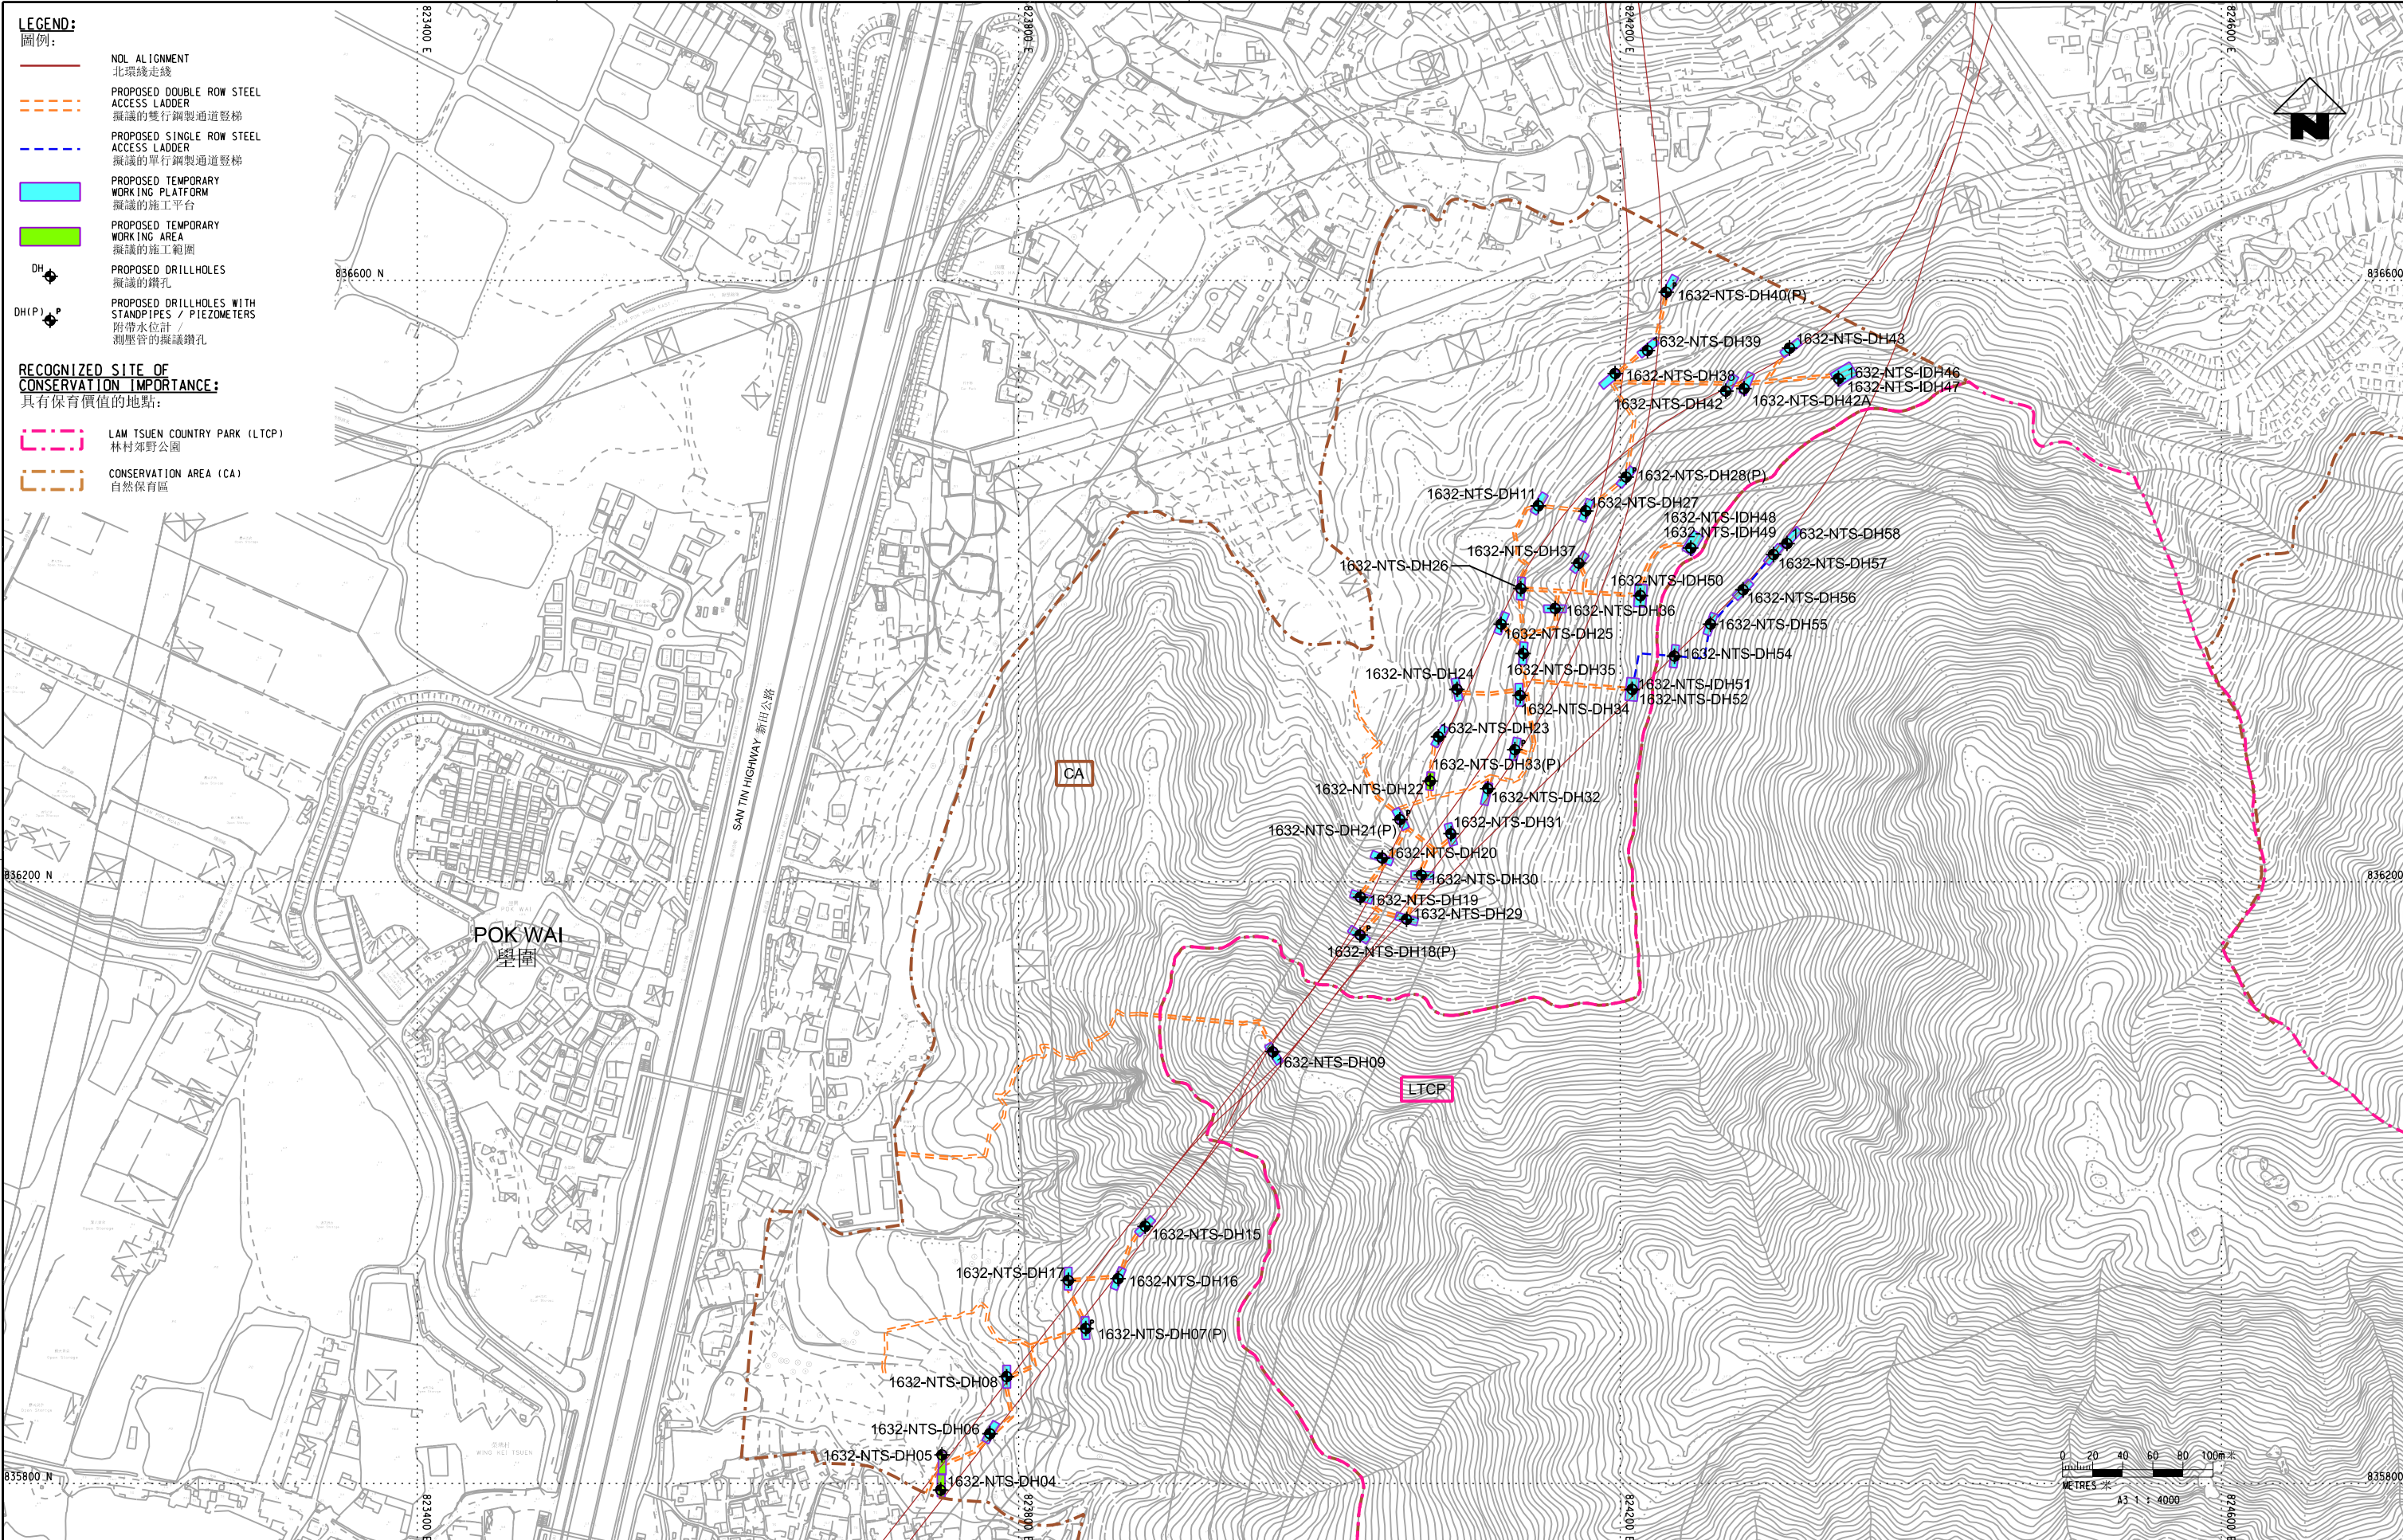 LEGEND:
圖例:
NOL ALIGNMENT
北環綫走綫
PROPOSED DOUBLE ROW STEEL
ACCESS LADDER
擬議的雙行鋼製通道豎梯
PROPOSED SINGLE ROW STEEL
ACCESS LADDER
擬議的單行鋼製通道豎梯
PROPOSED TEMPORARY
WORKING PLATFORM
擬議的施工平台
PROPOSED TEMPORARY
WORKING AREA
擬議的施工範圍
DH
PROPOSED DRILLHOLES
擬議的鑽孔
DH(P) P
PROPOSED DRILLHOLES WITH
STANDPIPES / PIEZOMETERS
附帶水位計 /
測壓管的擬議鑽孔
RECOGNIZED SITE OF
CONSERVATION IMPORTANCE:
具有保育價值的地點:
LAM TSUEN COUNTRY PARK (LTCP)
林村郊野公園
CONSERVATION AREA (CA)
自然保育區
823400 E
823800 E
824200 E
824600 E
N
836600 N
836600
1632-NTS-DH40(P)
1632-NTS-DH39
1632-NTS-DH43
1632-NTS-DH38
1632-NTS-IDH46
1632-NTS-IDH47
1632-NTS-DH42
1632-NTS-DH42A
1632-NTS-DH28(P)
1632-NTS-DH11
1632-NTS-DH27
1632-NTS-IDH48
1632-NTS-IDH49
1632-NTS-DH58
1632-NTS-DH37
1632-NTS-DH57
1632-NTS-DH26
1632-NTS-IDH50
1632-NTS-DH56
1632-NTS-DH36
1632-NTS-DH55
1632-NTS-DH25
1632-NTS-DH54
1632-NTS-DH35
1632-NTS-DH24
1632-NTS-IDH51
1632-NTS-DH52
1632-NTS-DH34
1632-NTS-DH23
1632-NTS-DH33(P)
CA
1632-NTS-DH22
1632-NTS-DH32
1632-NTS-DH21(P)
1632-NTS-DH31
1632-NTS-DH20
SAN TIN HIGHWAY 新田公路
836200 N
836200
1632-NTS-DH30
1632-NTS-DH19
1632-NTS-DH29
POK WAI
壆圍
1632-NTS-DH18(P)
1632-NTS-DH09
LTCP
1632-NTS-DH15
1632-NTS-DH17
1632-NTS-DH16
1632-NTS-DH07(P)
1632-NTS-DH08
1632-NTS-DH06
1632-NTS-DH05
1632-NTS-DH04
835800 N
835800
0 20 40 60 80 100m米
METRES 米
A3 1 : 4000
823400 E
823800 E
824200 E
824600 E